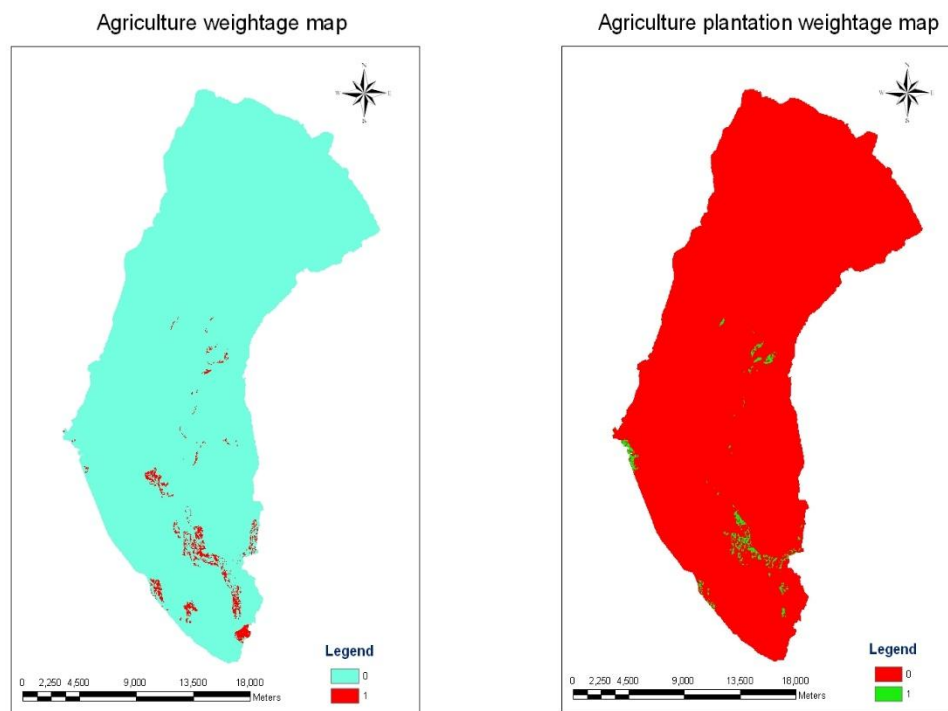 Agriculture weightage map
N
W E
S
Legend
0
1
0 2,250 4,500 9,000 13,500 18,000
Meters
Agriculture plantation weightage map
N
W E
S
Legend
0
1
0 2,250 4,500 9,000 13,500 18,000
Meters